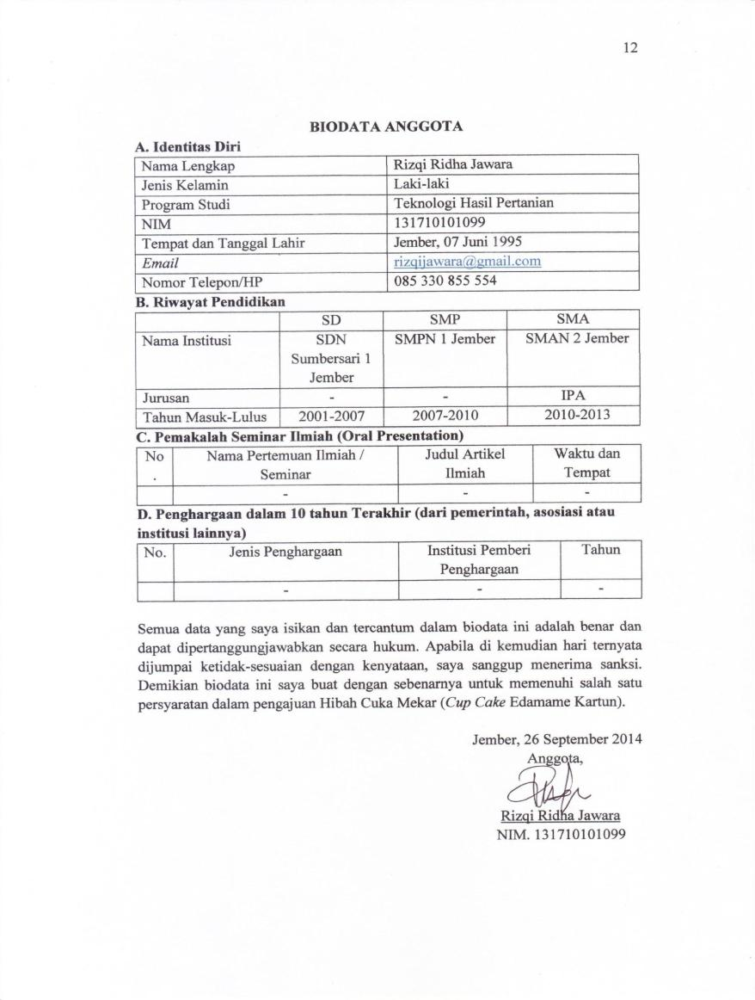 12
BIODATA ANGGOTA
A. Identitas Diri
Nama Lengkap Rizqi Ridha Jawara
Jenis Kelamin Laki-laki
Program Studi Teknologi Hasil Pertanian
NIM 131710101099
Tempat dan Tanggal Lahir Jember, 07 Juni 1995
Email rizqijawara@gmail.com
Nomor Telepon/HP 085 330 855 554
B. Riwayat Pendidikan
SD SMP SMA
Nama Institusi SDN SMPN 1 Jember SMAN 2 Jember
Sumbersari 1
Jember
Jurusan - - IPA
Tahun Masuk-Lulus 2001-2007 2007-2010 2010-2013
C. Pemakalah Seminar Ilmiah (Oral Presentation)
No Nama Pertemuan Ilmiah / Judul Artikel Waktu dan
. Seminar Ilmiah Tempat
- - -
D. Penghargaan dalam 10 tahun Terakhir (dari pemerintah, asosiasi atau
institusi lainnya)
No. Jenis Penghargaan Institusi Pemberi Tahun
Penghargaan
- - -
Semua data yang saya isikan dan tercantum dalam biodata ini adalah benar dan
dapat dipertanggungjawabkan secara hukum. Apabila di kemudian hari ternyata
dijumpai ketidak-sesuaian dengan kenyataan, saya sanggup menerima sanksi.
Demikian biodata ini saya buat dengan sebenarnya untuk memenuhi salah satu
persyaratan dalam pengajuan Hibah Cuka Mekar (Cup Cake Edamame Kartun).
Jember, 26 September 2014
Anggota,
Rizqi Ridha Jawara
NIM. 131710101099